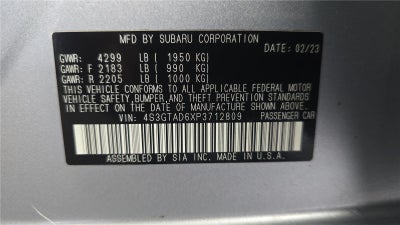 MFD BY SUBARU CORPORATION
DATE: 02/23
GVWR: 4299 LB ( 1950 KG)
GAWR: F 2183 LB ( 990 KG)
GAWR: R 2205 LB ( 1000 KG)
THIS VEHICLE CONFORMS TO ALL APPLICABLE FEDERAL MOTOR
VEHICLE SAFETY, BUMPER, AND THEFT PREVENTION STANDARDS
IN EFFECT ON THE DATE OF MANUFACTURE SHOWN ABOVE.
VIN: 4S3GTAD6XP3712809 PASSENGER CAR
ASSEMBLED BY SIA INC. MADE IN U.S.A.